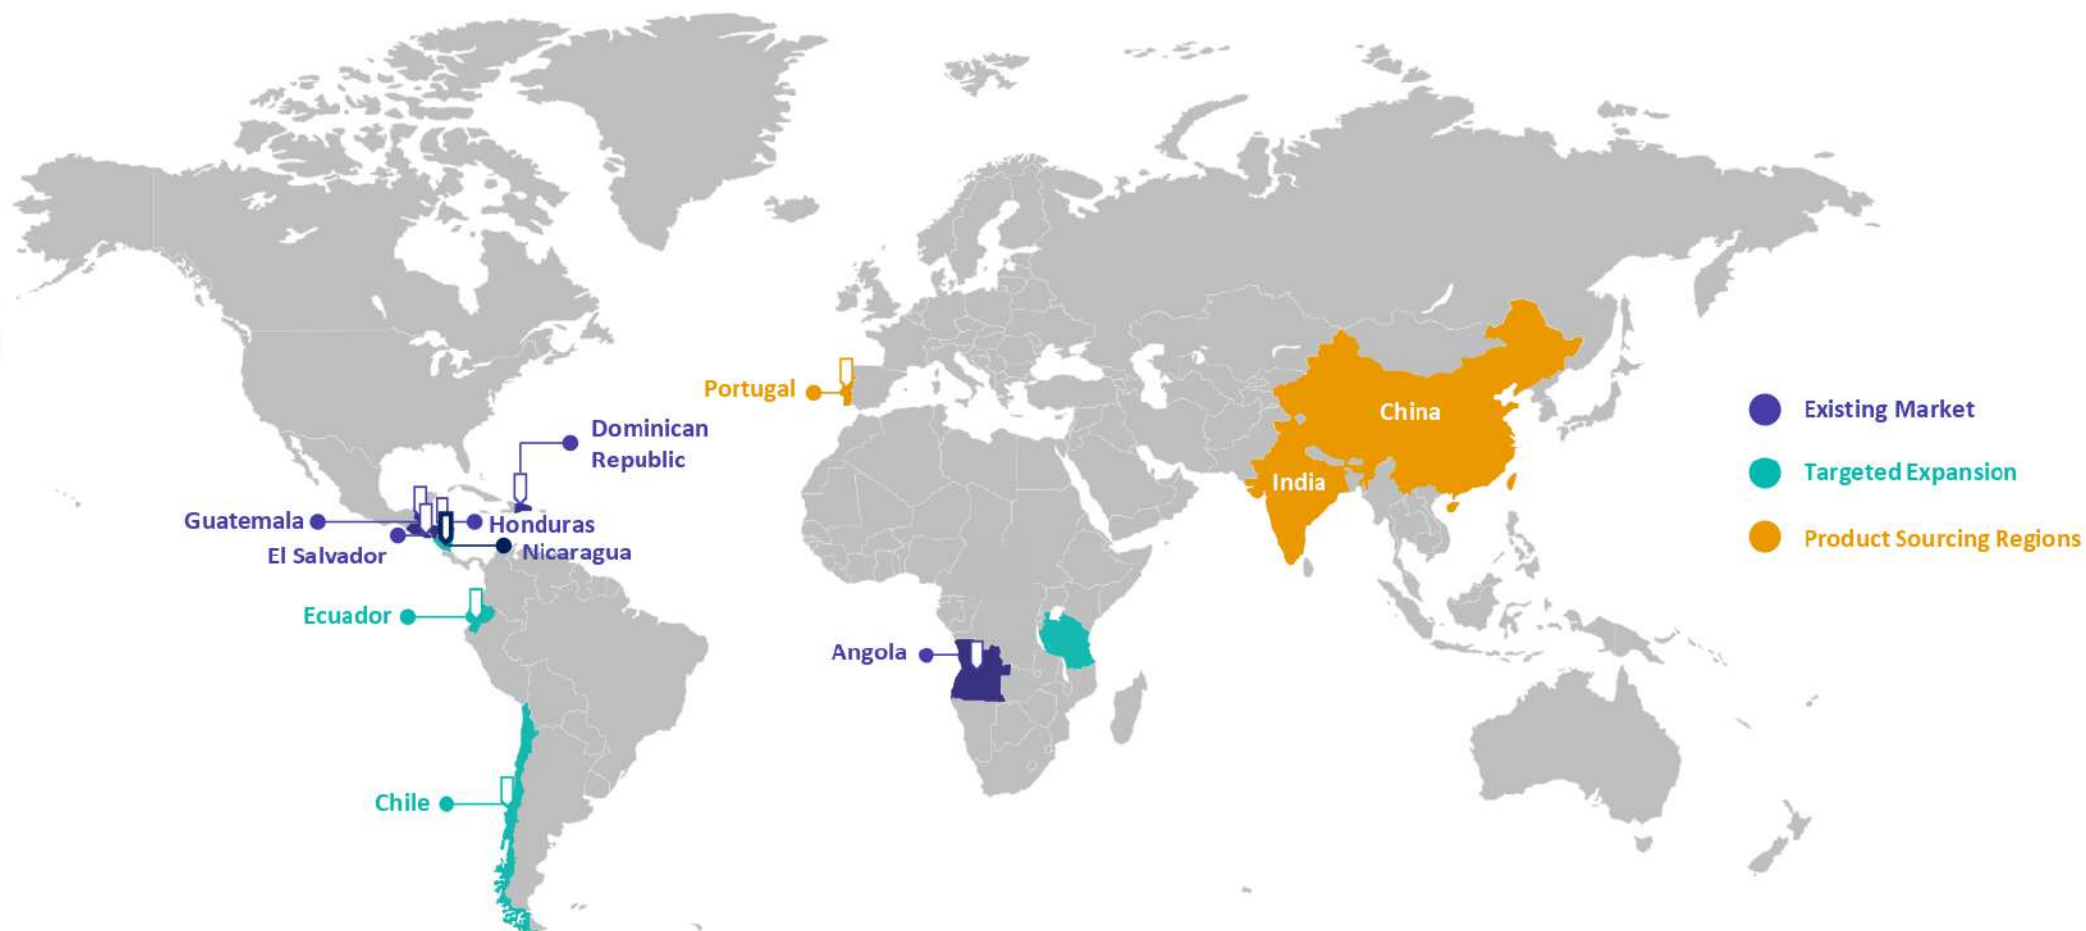 Portugal
China
India
Dominican
Republic
Guatemala
Honduras
El Salvador
Nicaragua
Ecuador
Angola
Chile
Existing Market
Targeted Expansion
Product Sourcing Regions